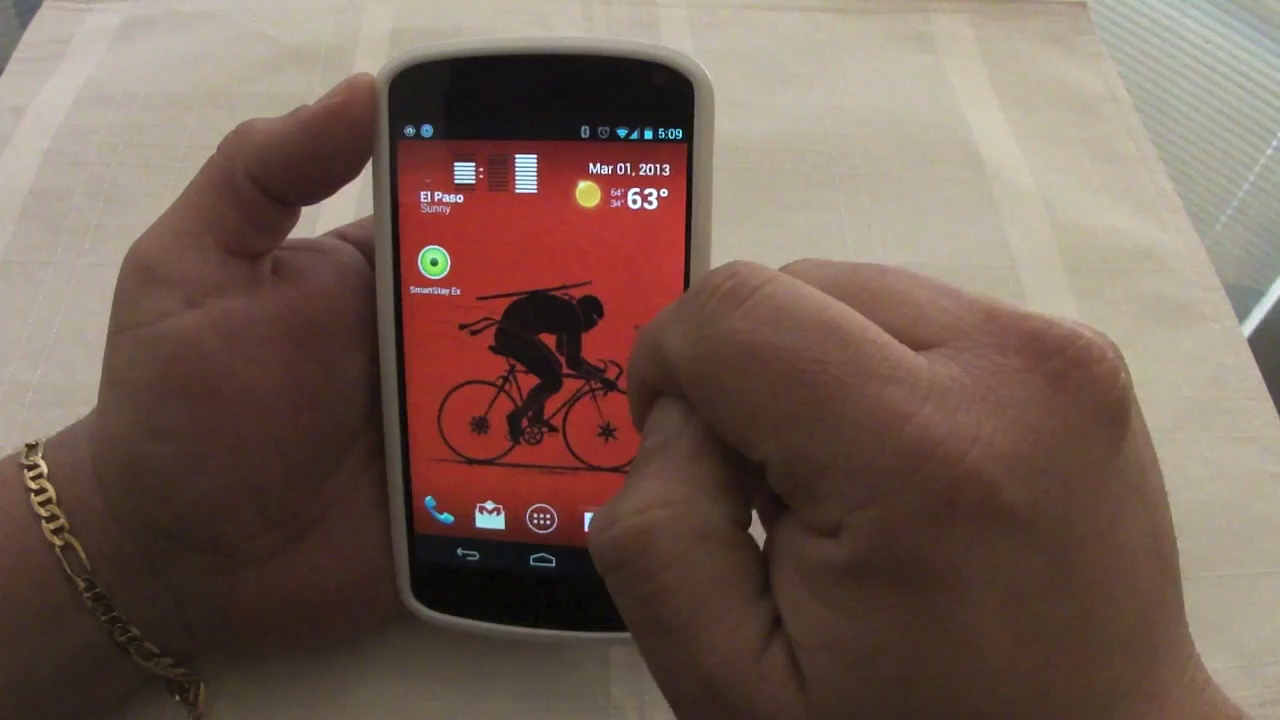 5:09
Mar 01, 2013
El Paso
Sunny
64°
34°
63°
SmartStay Ex